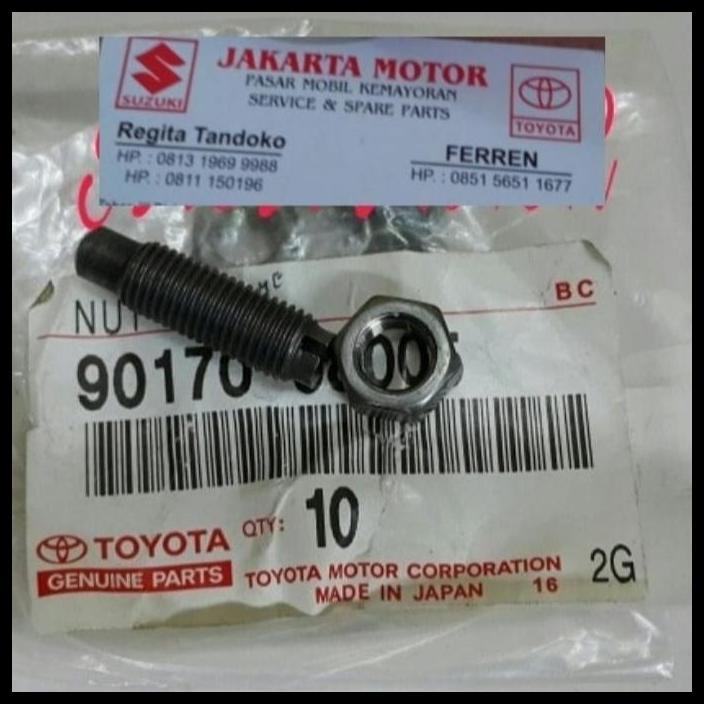 SUZUKI
JAKARTA MOTOR
PASAR MOBIL KEMAYORAN
SERVICE & SPARE PARTS
TOYOTA
Regita Tandoko
HP. : 0813 1969 9988
HP. : 0811 150196
FERREN
HP. : 0851 5651 1677
BC
NUT
90170
QTY: 10
TOYOTA
GENUINE PARTS
TOYOTA MOTOR CORPORATION
MADE IN JAPAN 16
2G